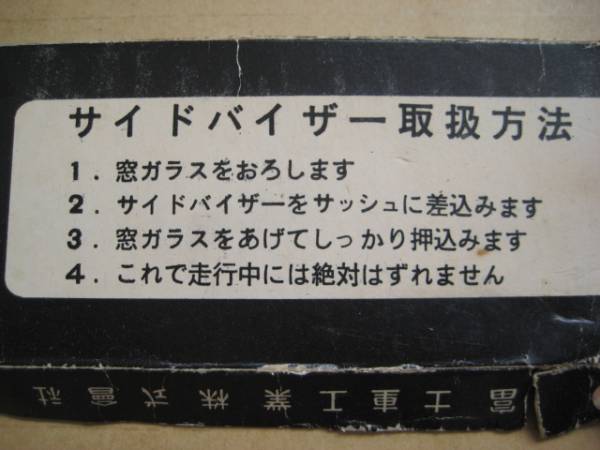 サイドバイザー取扱方法
1．窓ガラスをおろします
2．サイドバイザーをサッシュに差込みます
3．窓ガラスをあげてしっかり押込みます
4．これで走行中には絶対はずれません
富士重工業株式會社